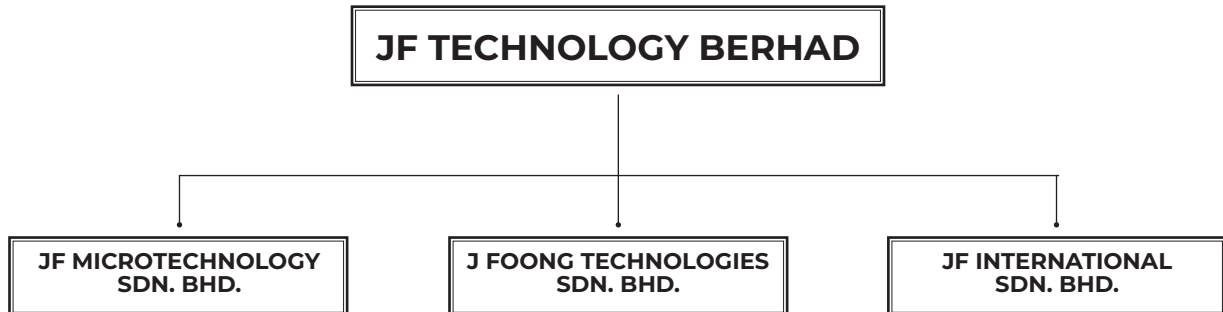 JF TECHNOLOGY BERHAD
JF MICROTECHNOLOGY
SDN. BHD.
J FOONG TECHNOLOGIES
SDN. BHD.
JF INTERNATIONAL
SDN. BHD.